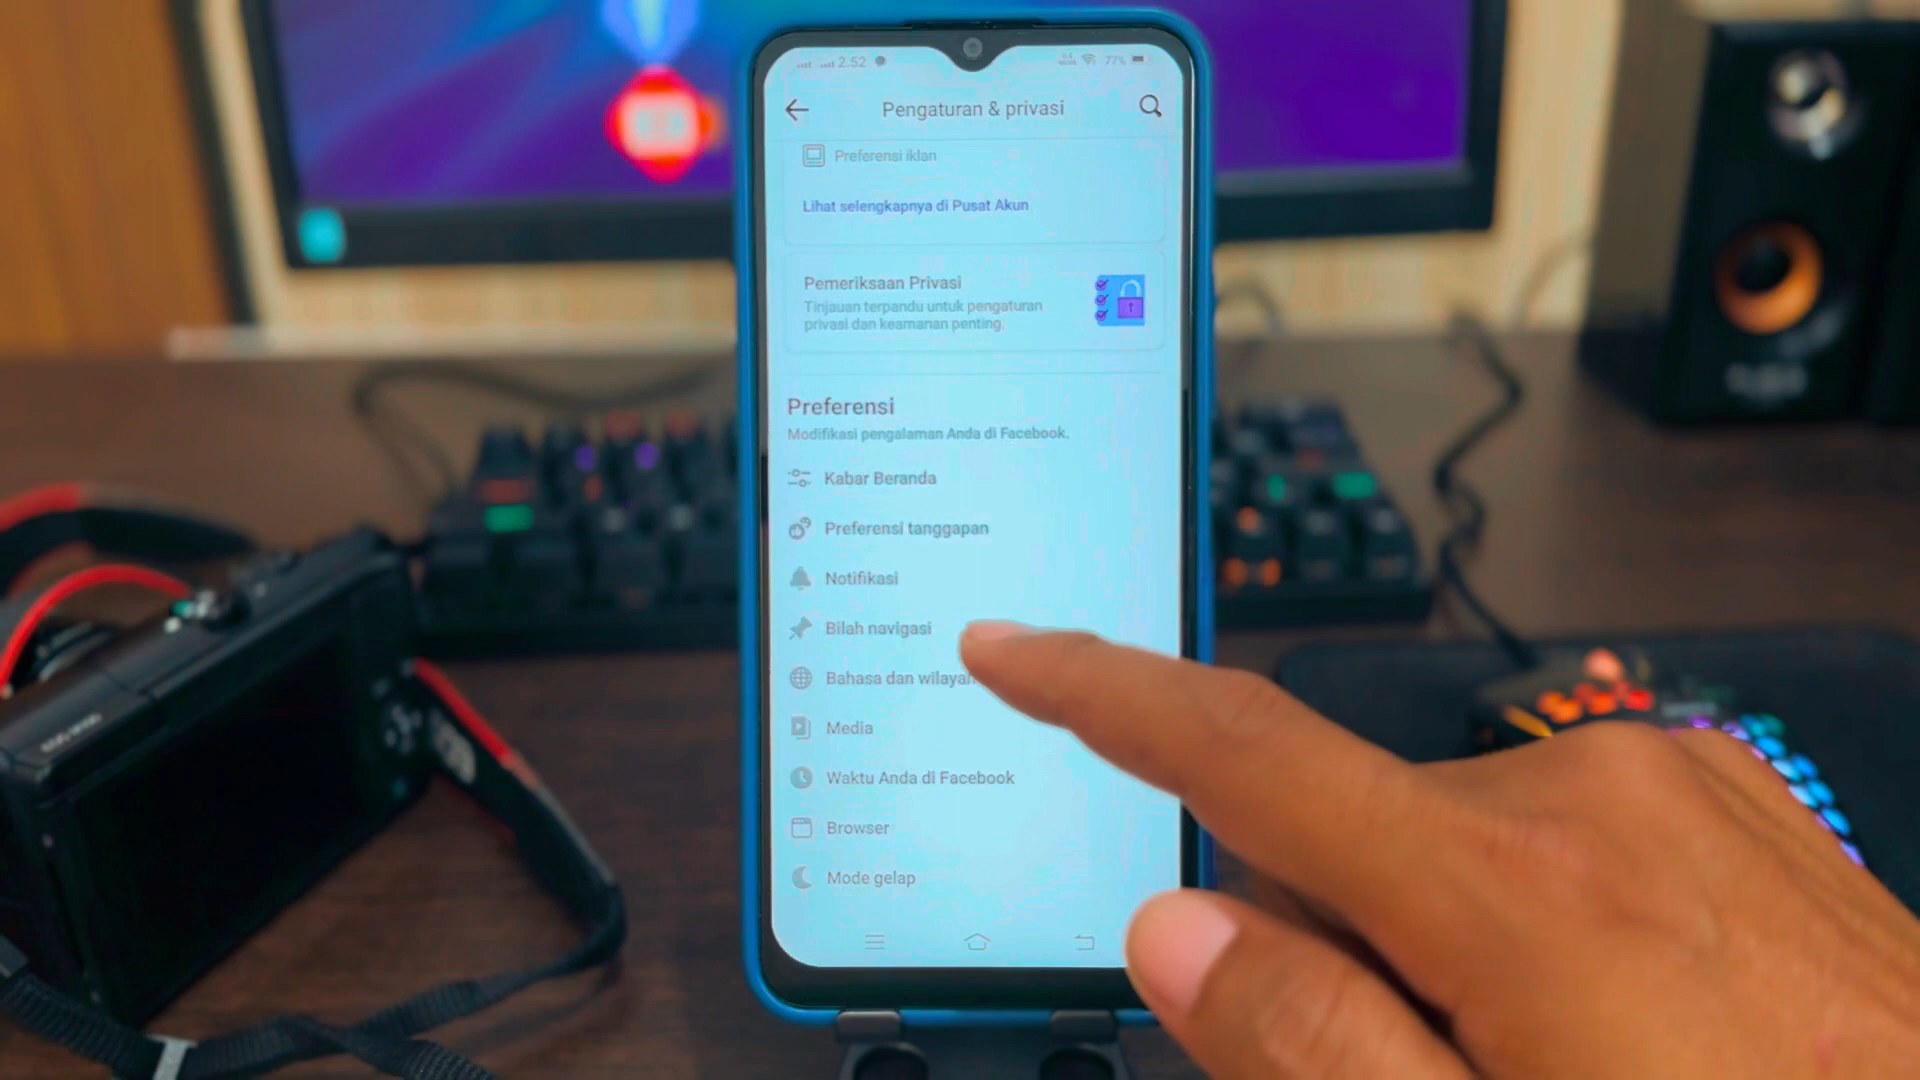 2.52
77%
Pengaturan & privasi
Preferensi iklan
Lihat selengkapnya di Pusat Akun
Pemeriksaan Privasi
Tinjauan terpandu untuk pengaturan
privasi dan keamanan penting.
Preferensi
Modifikasi pengalaman Anda di Facebook.
Kabar Beranda
Preferensi tanggapan
Notifikasi
Bilah navigasi
Bahasa dan wilayah
Media
Waktu Anda di Facebook
Browser
Mode gelap